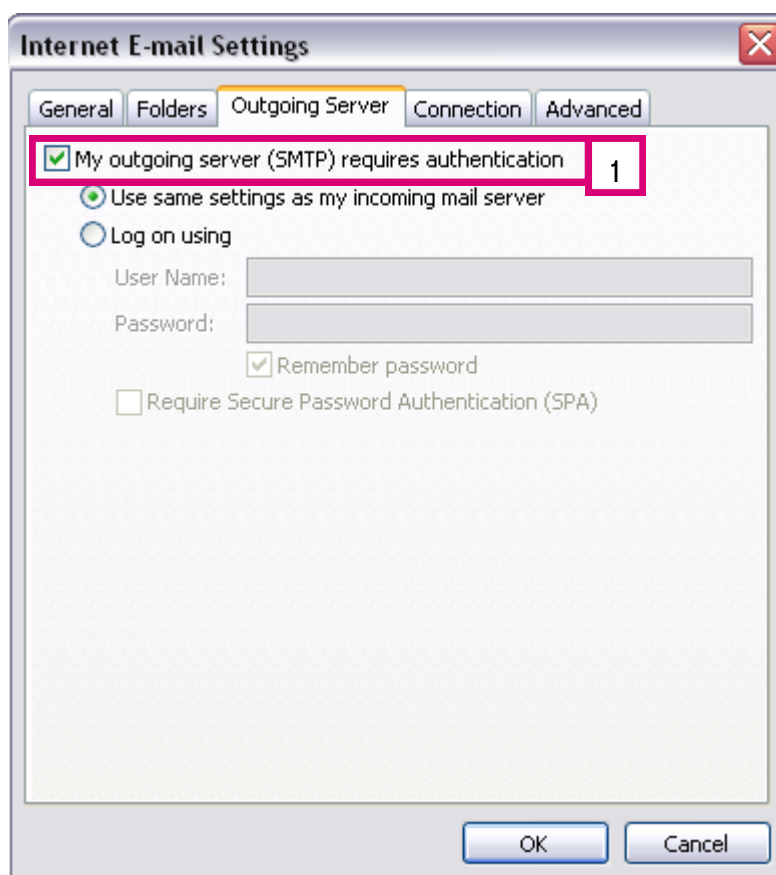 Internet E-mail Settings
General Folders Outgoing Server Connection Advanced
My outgoing server (SMTP) requires authentication 1
Use same settings as my incoming mail server
Log on using
User Name:
Password:
Remember password
Require Secure Password Authentication (SPA)
OK Cancel